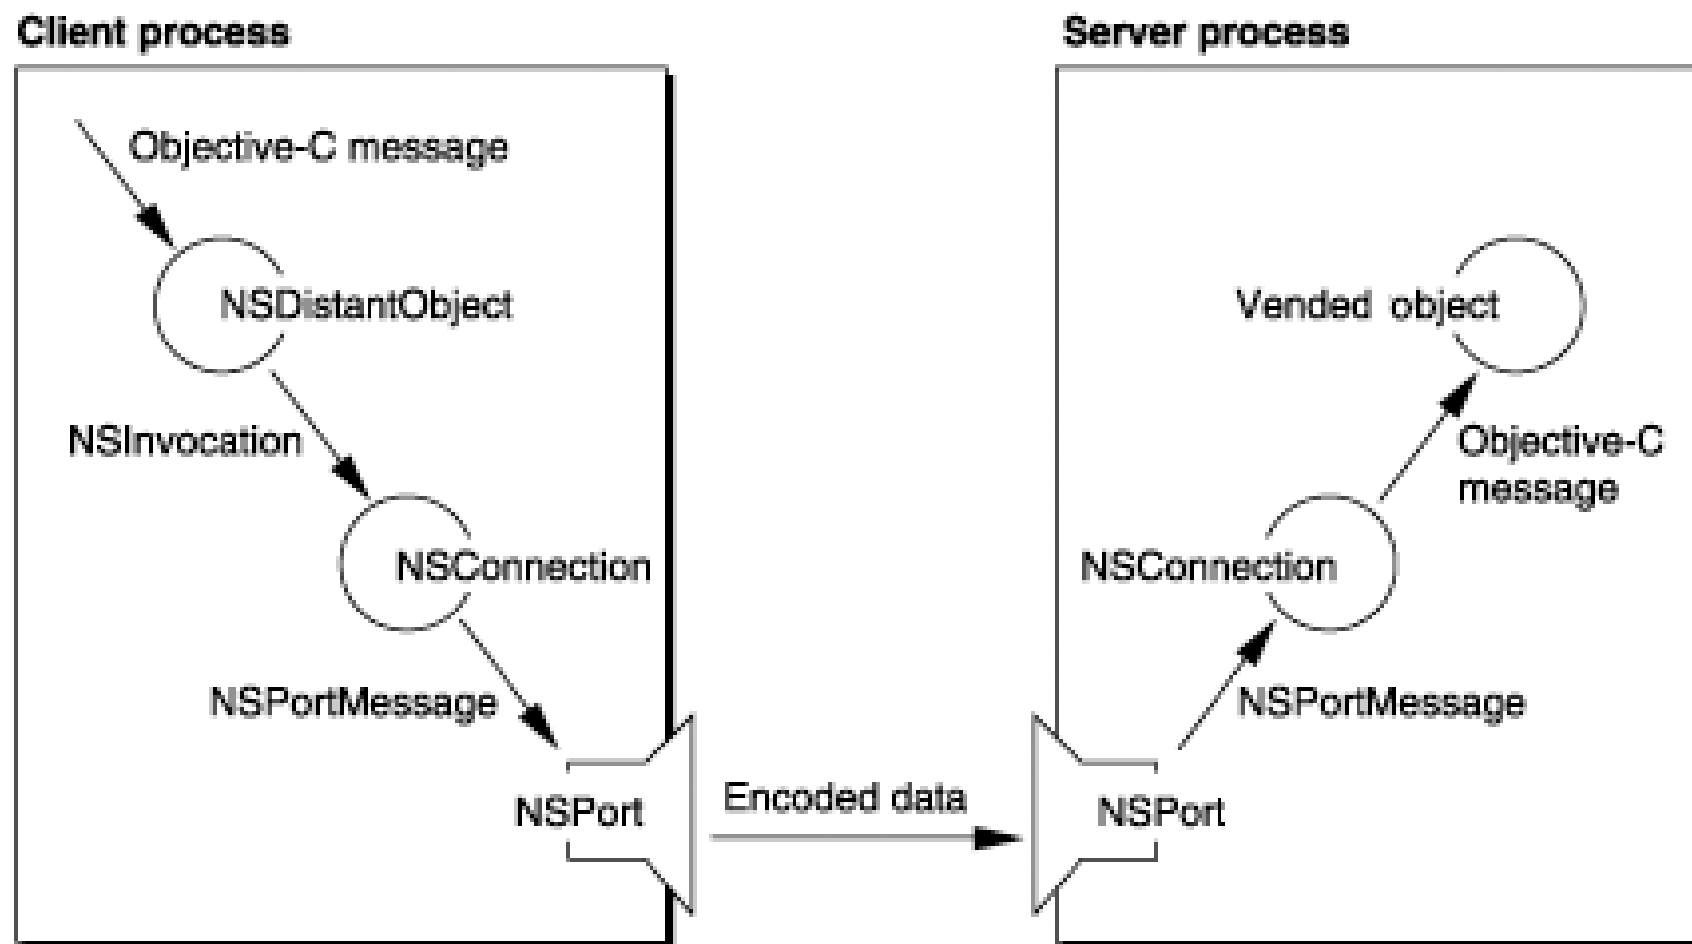 Client process
Server process
Objective-C message
NSDistantObject
NSInvocation
NSConnection
NSPortMessage
NSPort
Encoded data
Vended object
Objective-C
message
NSConnection
NSPortMessage
NSPort